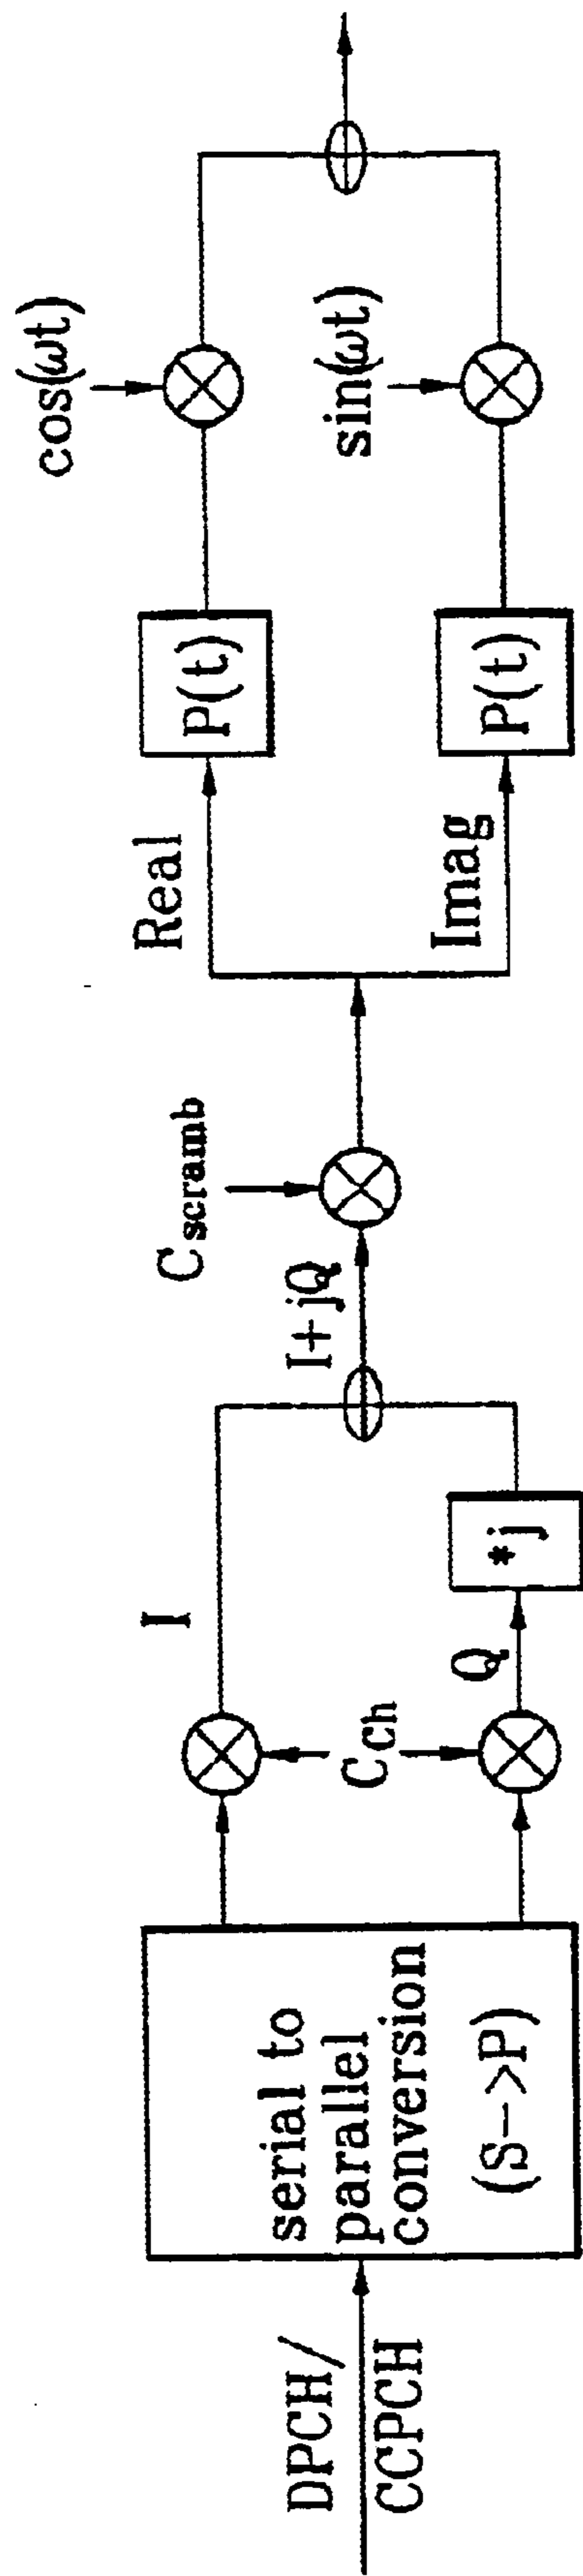 DPCH/
CCPCH
serial to
parallel
conversion
(S-->P)
CCh
I
Q
*j
I+jQ
Cscramb
Real
Imag
P(t)
P(t)
cos(ωt)
sin(ωt)